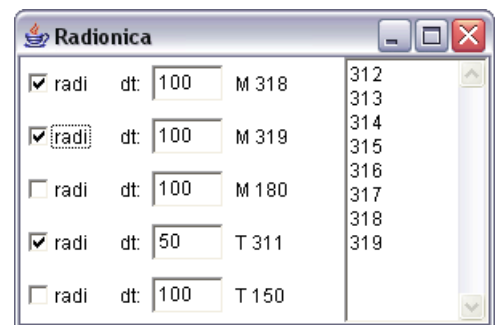 Radionica
radi dt: 100 M 318
radi dt: 100 M 319
radi dt: 100 M 180
radi dt: 50 T 311
radi dt: 100 T 150
312
313
314
315
316
317
318
319